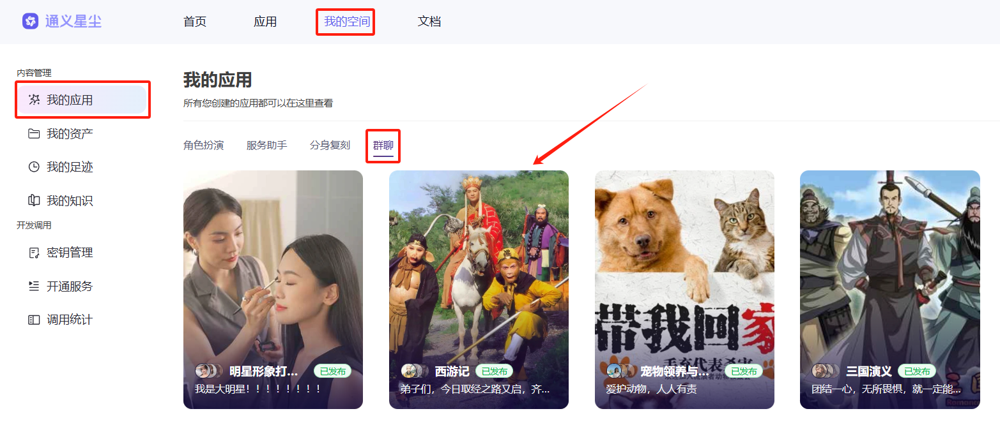 通义星尘
首页
应用
我的空间
文档
内容管理
我的应用
我的资产
我的足迹
我的知识
开发调用
密钥管理
开通服务
调用统计
我的应用
所有您创建的应用都可以在这里查看
角色扮演
服务助手
分身复刻
群聊
明星形象打...
已发布
我是大明星！！！！！！！！
西游记
已发布
弟子们，今日取经之路又启，齐...
带我回家
宠物领养与...
已发布
爱护动物，人人有责
三国演义
已发布
团结一心，无所畏惧，就一定能...